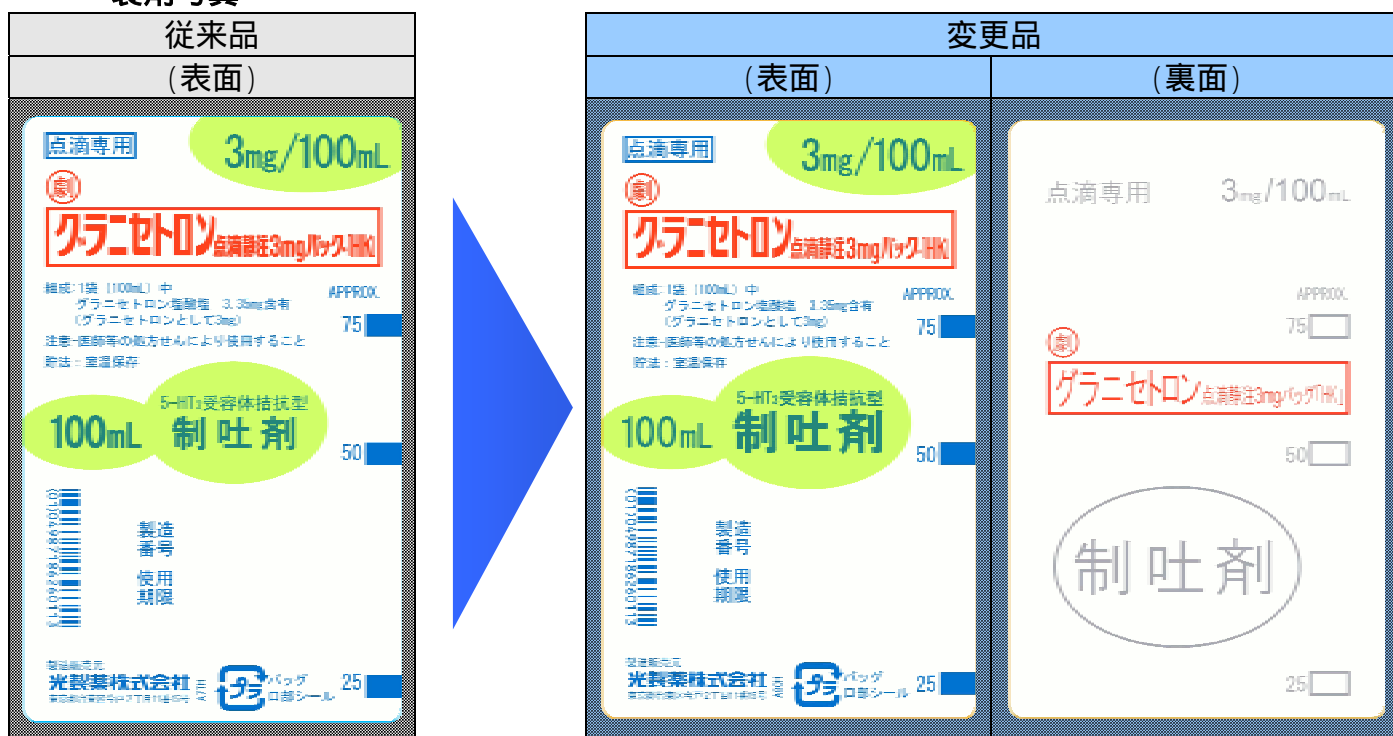 従来品
(表面)
点滴専用
3mg/100mL
劇
グラニセトロン点滴静注3mgバッグ「HK」
組成:1袋(100mL)中
グラニセトロン塩酸塩 3.35mg含有
(グラニセトロンとして3mg)
注意-医師等の処方せんにより使用すること
貯法:室温保存
APPROX.
75
5-HT₃受容体拮抗型
100mL 制吐剤
50
(01)04987186260113
製造番号
使用期限
製造販売元
光製薬株式会社
プラ
バッグ
口部シール
25
変更品
(表面)
点滴専用
3mg/100mL
劇
グラニセトロン点滴静注3mgバッグ「HK」
組成:1袋(100mL)中
グラニセトロン塩酸塩 3.35mg含有
(グラニセトロンとして3mg)
注意-医師等の処方せんにより使用すること
貯法:室温保存
APPROX.
75
5-HT₃受容体拮抗型
100mL 制吐剤
50
(01)04987186260113
製造番号
使用期限
製造販売元
光製薬株式会社
プラ
バッグ
口部シール
25
(裏面)
点滴専用 3mg/100mL
APPROX.
75
劇
グラニセトロン点滴静注3mgバッグ「HK」
50
制吐剤
25